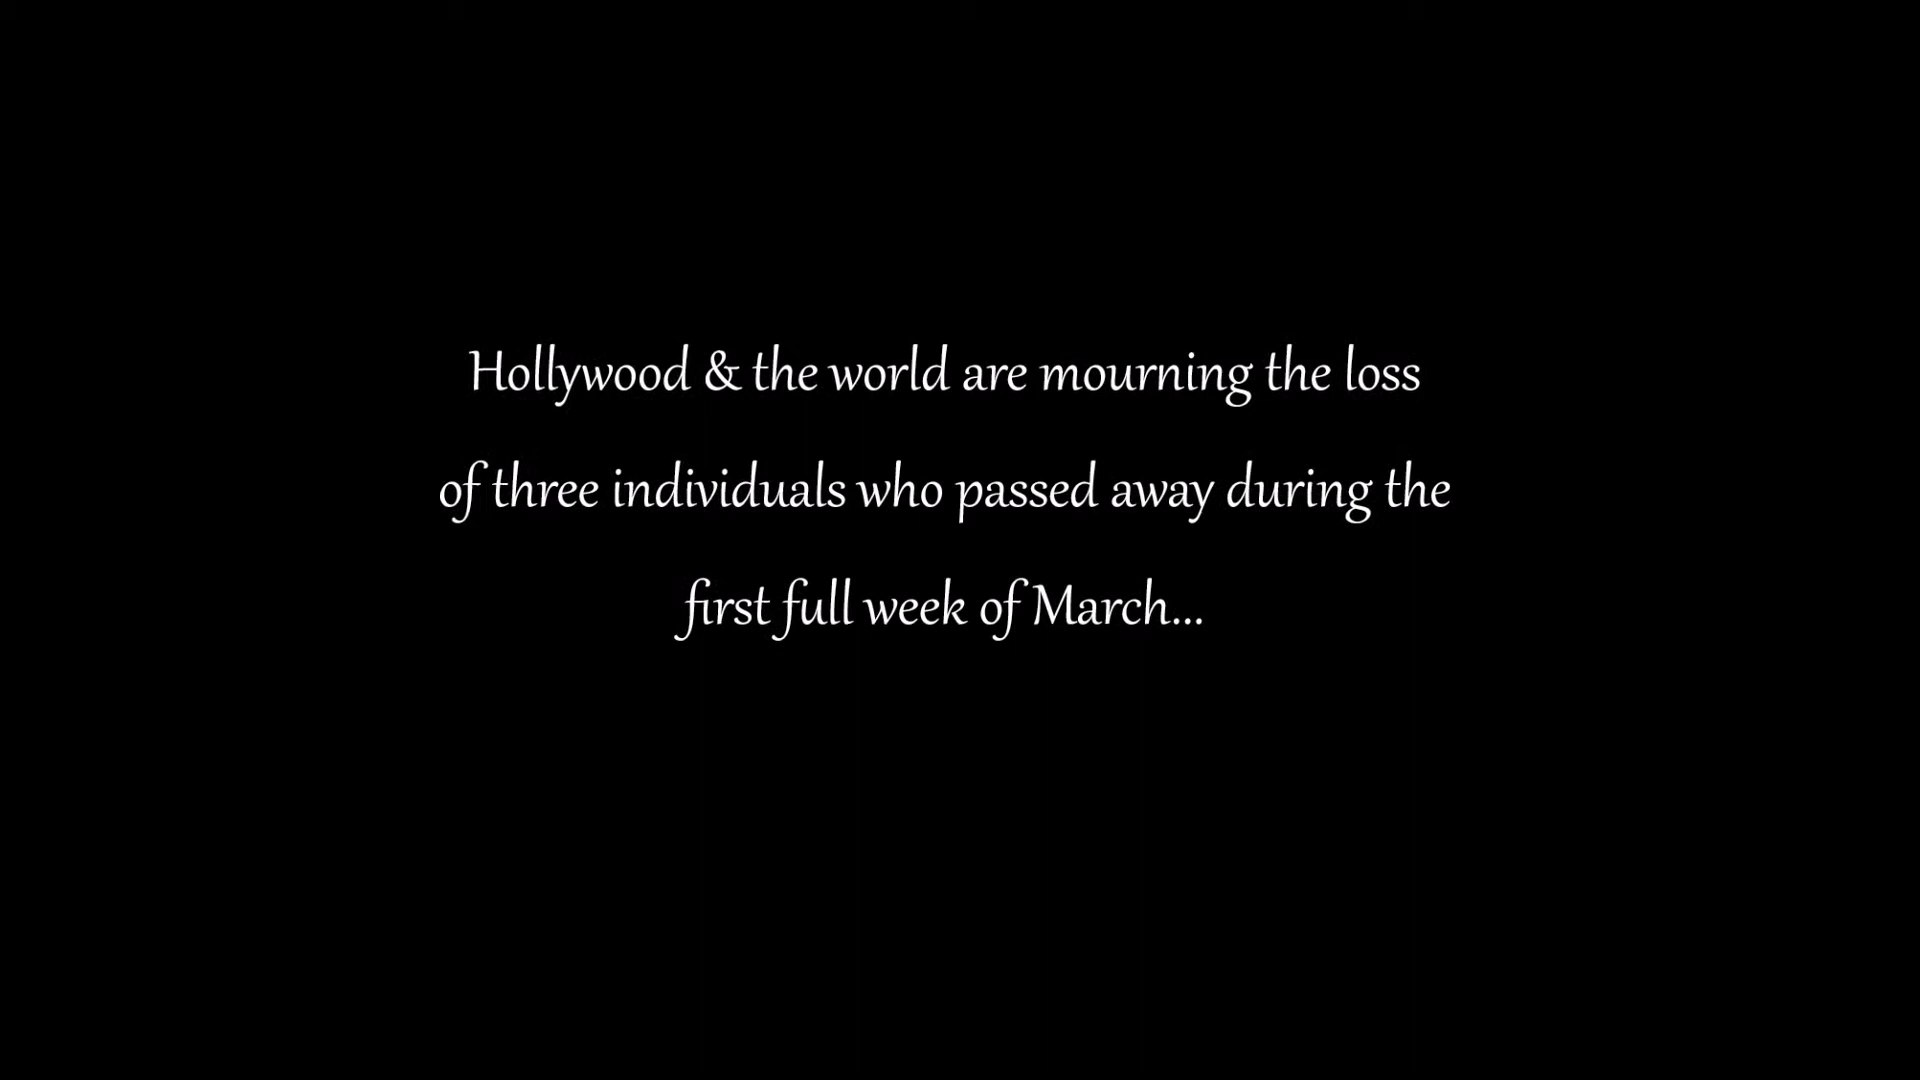 Hollywood & the world are mourning the loss
of three individuals who passed away during the
first full week of March...